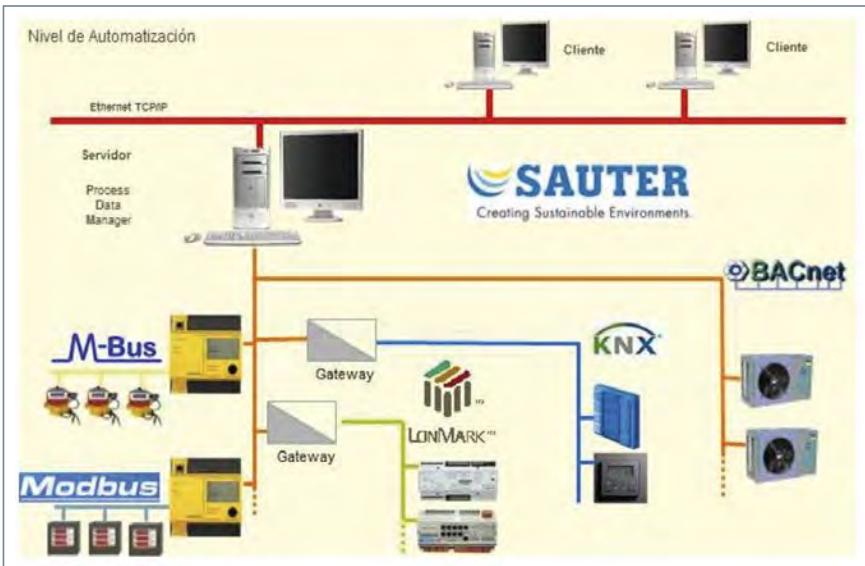 Nivel de Automatización
Cliente
Cliente
Ethernet TCP/IP
Servidor
Process
Data
Manager
SAUTER
Creating Sustainable Environments.
BACnet
M-Bus
Gateway
KNX
LONMARK
Gateway
Modbus